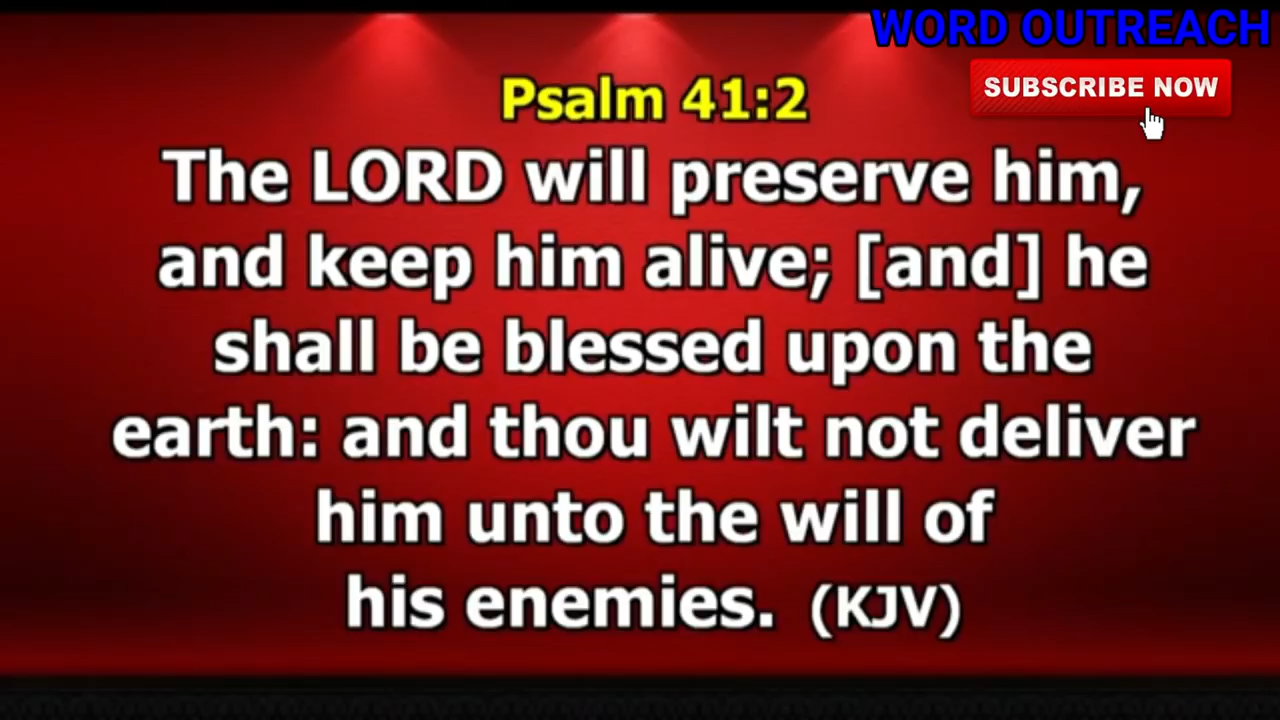 WORD OUTREACH
SUBSCRIBE NOW
Psalm 41:2
The LORD will preserve him,
and keep him alive; [and] he
shall be blessed upon the
earth: and thou wilt not deliver
him unto the will of
his enemies. (KJV)